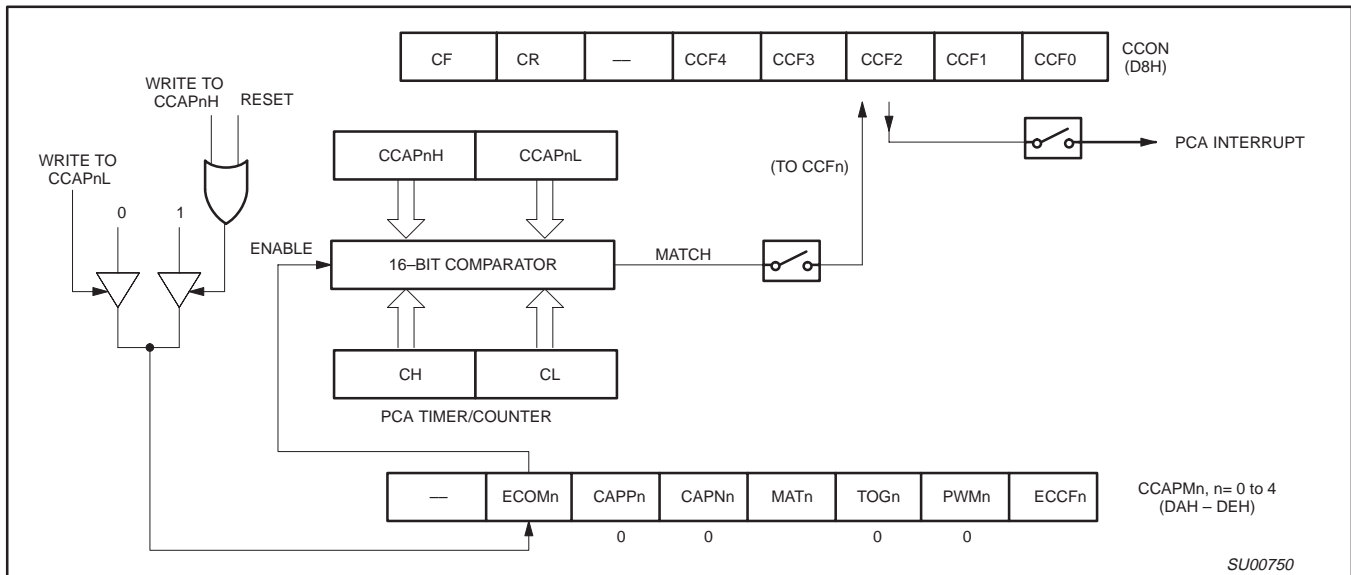 CF CR — CCF4 CCF3 CCF2 CCF1 CCF0
CCON
(D8H)
WRITE TO
CCAPnH RESET
WRITE TO
CCAPnL
0 1
CCAPnH CCAPnL
(TO CCFn)
PCA INTERRUPT
ENABLE
16–BIT COMPARATOR
MATCH
CH CL
PCA TIMER/COUNTER
— ECOMn CAPPn CAPNn MATn TOGn PWMn ECCFn
CCAPMn, n= 0 to 4
(DAH – DEH)
0 0 0 0
SU00750